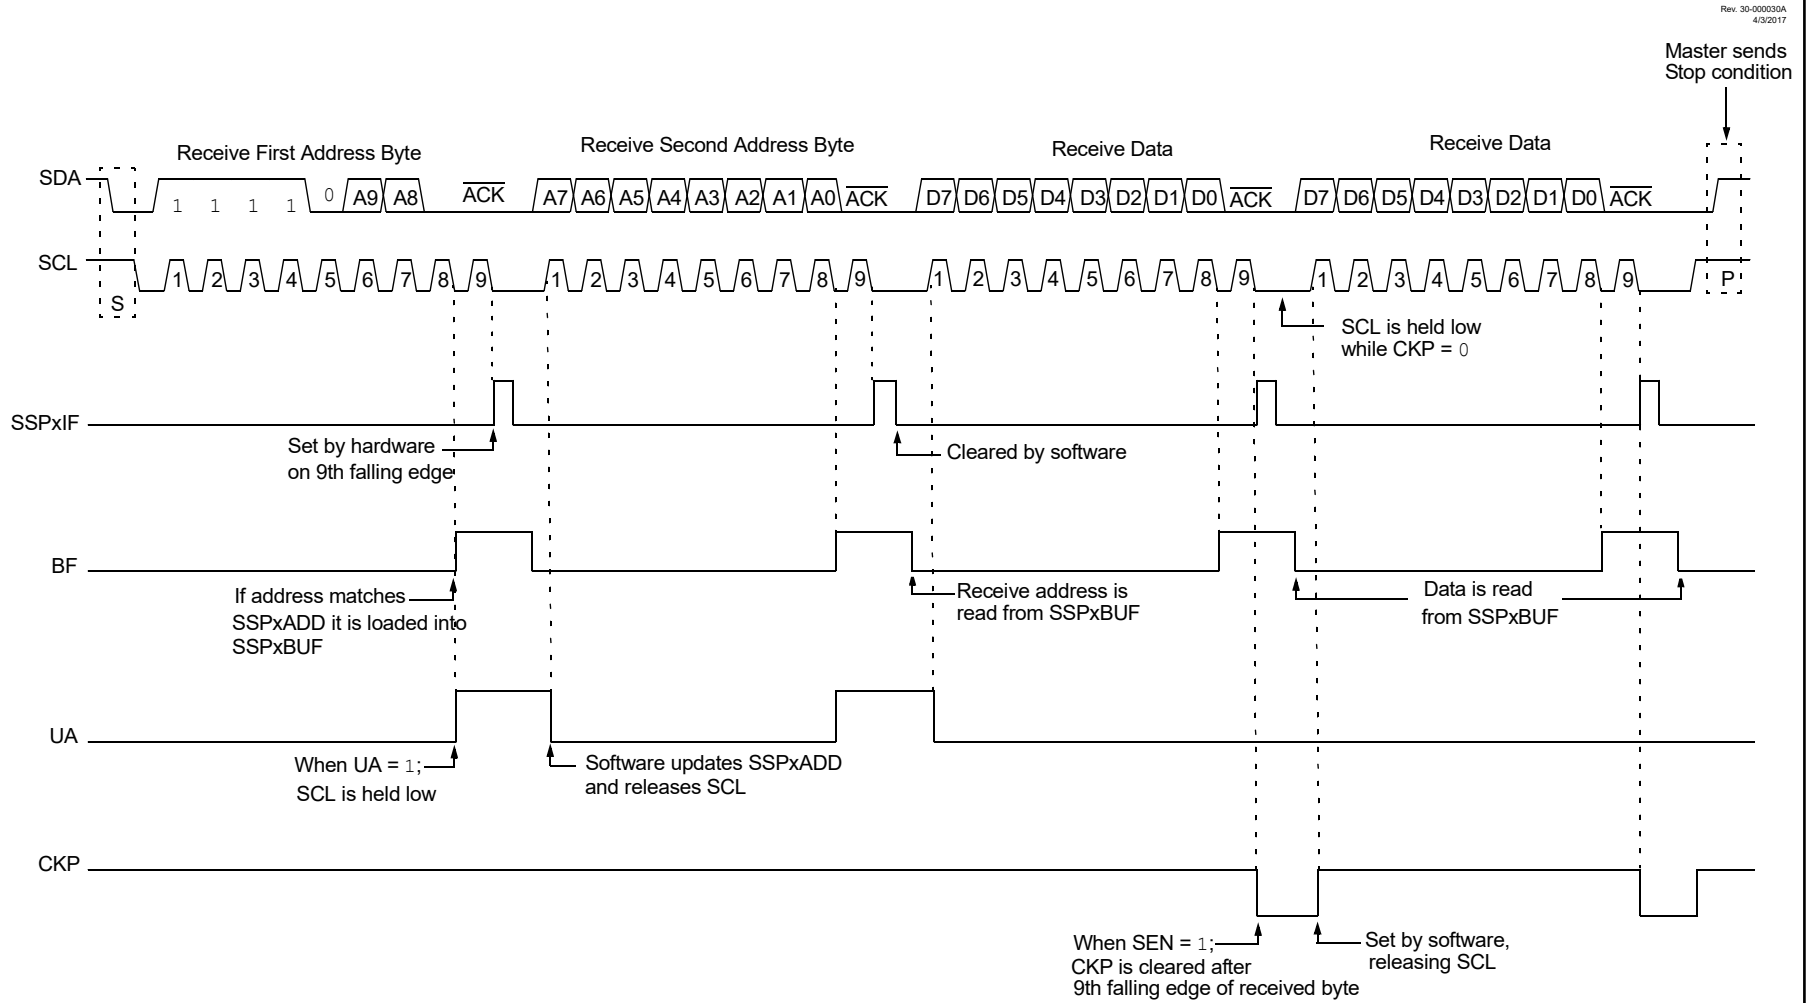 Rev. 30-000030A
4/3/2017
Master sends
Stop condition
Receive First Address Byte
Receive Second Address Byte
Receive Data
Receive Data
SDA
1 1 1 1 0 A9 A8 ACK A7 A6 A5 A4 A3 A2 A1 A0 ACK D7 D6 D5 D4 D3 D2 D1 D0 ACK D7 D6 D5 D4 D3 D2 D1 D0 ACK
SCL
S 1 2 3 4 5 6 7 8 9 1 2 3 4 5 6 7 8 9 1 2 3 4 5 6 7 8 9 1 2 3 4 5 6 7 8 9 P
SCL is held low
while CKP = 0
SSPxIF
Set by hardware
on 9th falling edge
Cleared by software
BF
If address matches
SSPxADD it is loaded into
SSPxBUF
Receive address is
read from SSPxBUF
Data is read
from SSPxBUF
UA
When UA = 1;
SCL is held low
Software updates SSPxADD
and releases SCL
CKP
When SEN = 1;
CKP is cleared after
9th falling edge of received byte
Set by software,
releasing SCL